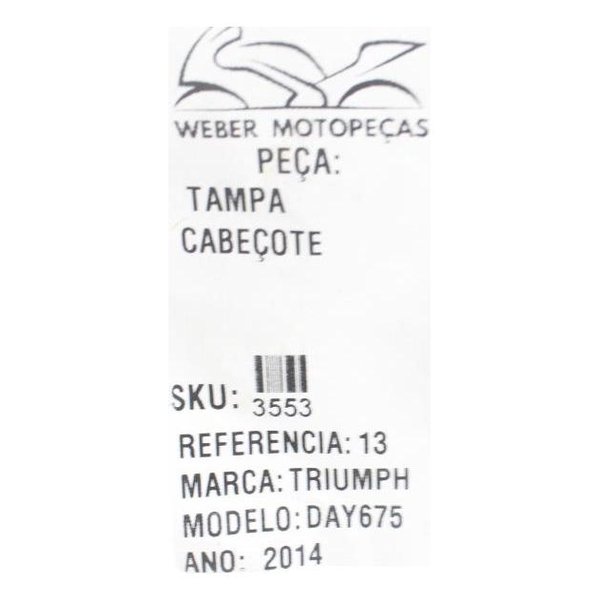 WEBER MOTOPEÇAS
PEÇA:
TAMPA
CABEÇOTE
SKU: 3553
REFERENCIA: 13
MARCA: TRIUMPH
MODELO: DAY675
ANO: 2014